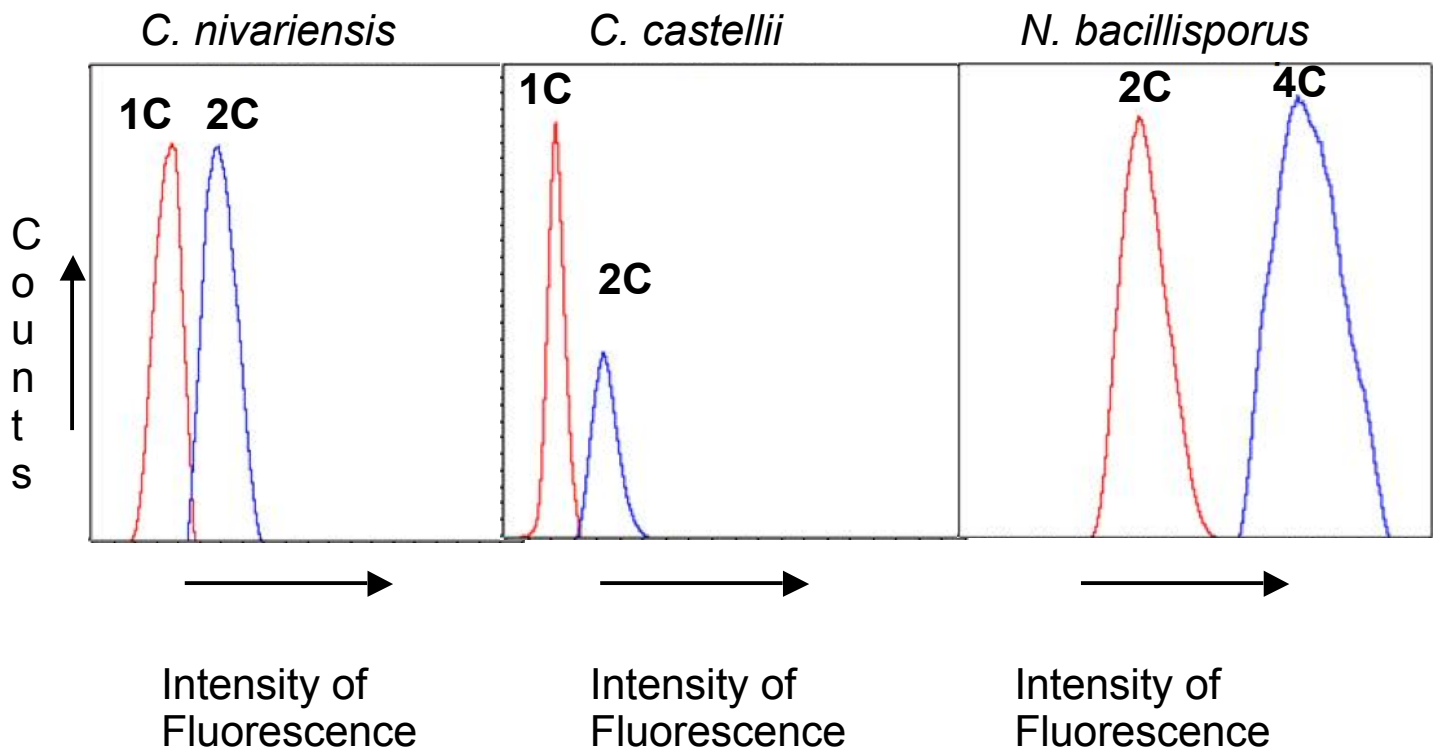 C. nivariensis C. castellii N. bacillisporus
1C 2C 1C 2C 2C 4C
C
o
u
n
t
s
Intensity of Intensity of Intensity of
Fluorescence Fluorescence Fluorescence